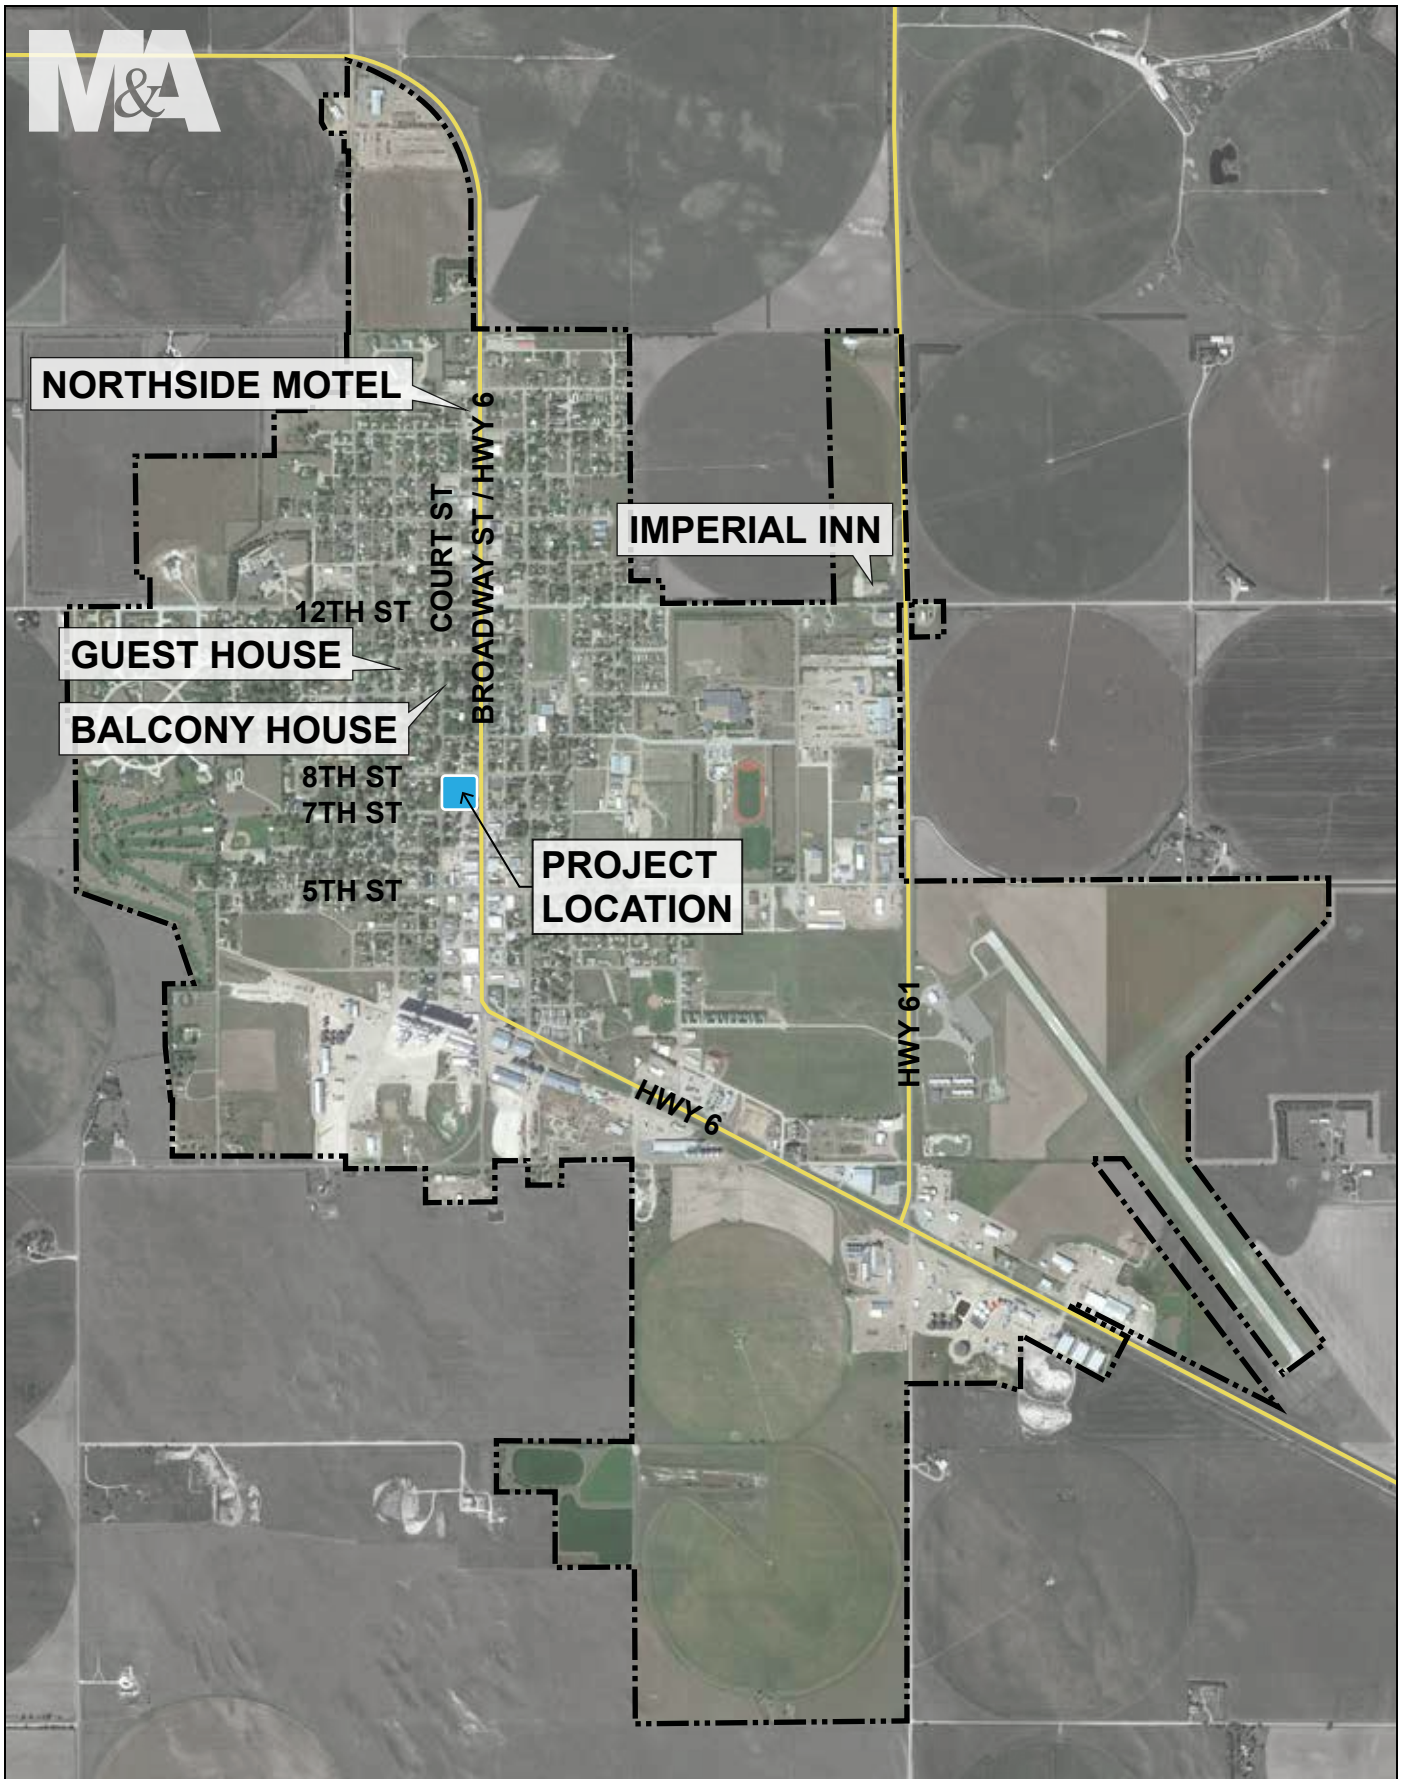 M&A
NORTHSIDE MOTEL
BROADWAY ST / HWY 6
COURT ST
IMPERIAL INN
12TH ST
GUEST HOUSE
BALCONY HOUSE
8TH ST
7TH ST
PROJECT
LOCATION
5TH ST
HWY 61
HWY 6